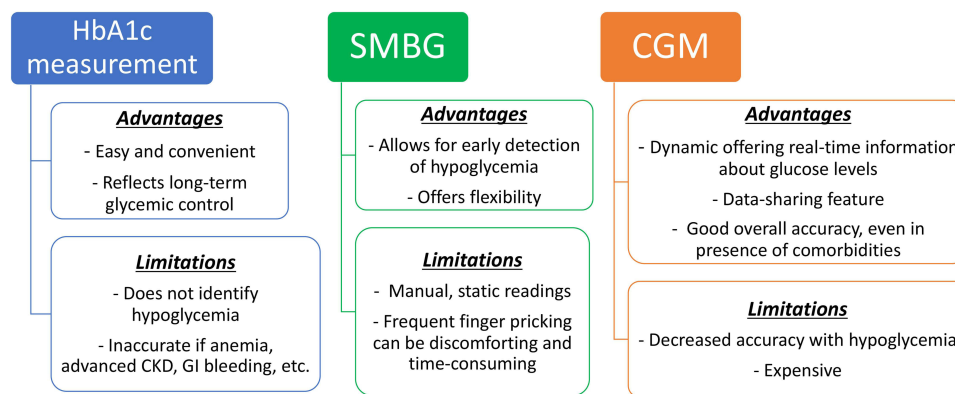 HbA1c
measurement
Advantages
- Easy and convenient
- Reflects long-term
glycemic control
Limitations
- Does not identify
hypoglycemia
- Inaccurate if anemia,
advanced CKD, GI bleeding, etc.
SMBG
Advantages
- Allows for early detection
of hypoglycemia
- Offers flexibility
Limitations
- Manual, static readings
- Frequent finger pricking
can be discomforting and
time-consuming
CGM
Advantages
- Dynamic offering real-time information
about glucose levels
- Data-sharing feature
- Good overall accuracy, even in
presence of comorbidities
Limitations
- Decreased accuracy with hypoglycemia
- Expensive